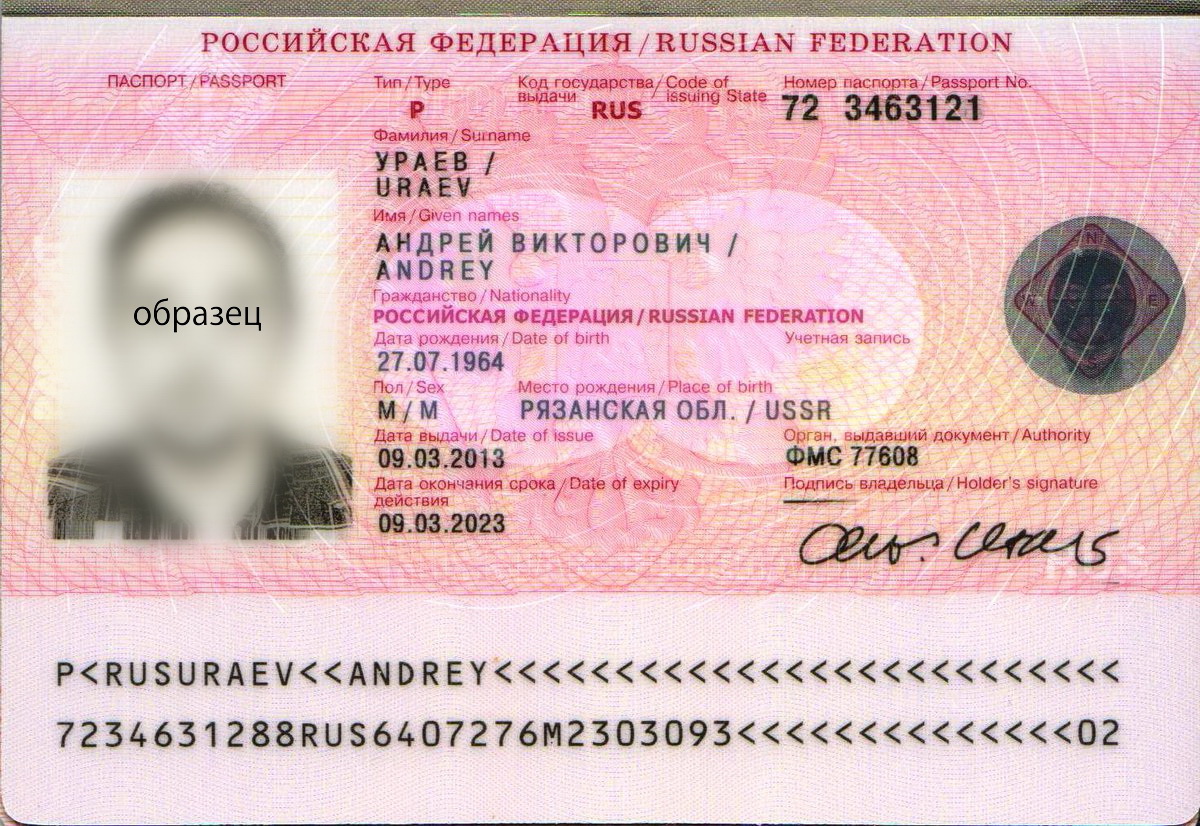 РОССИЙСКАЯ ФЕДЕРАЦИЯ / RUSSIAN FEDERATION
ПАСПОРТ / PASSPORT
Тип / Type
P
Код государства / Code of
выдачи issuing State
RUS
Номер паспорта / Passport No.
72 3463121
Фамилия / Surname
УРАЕВ /
URAEV
Имя / Given names
АНДРЕЙ ВИКТОРОВИЧ /
ANDREY
Гражданство / Nationality
РОССИЙСКАЯ ФЕДЕРАЦИЯ / RUSSIAN FEDERATION
Дата рождения / Date of birth
Учетная запись
27.07.1964
Пол / Sex
Место рождения / Place of birth
М / M
РЯЗАНСКАЯ ОБЛ. / USSR
Дата выдачи / Date of issue
Орган, выдавший документ / Authority
09.03.2013
ФМС 77608
Дата окончания срока / Date of expiry
действия
Подпись владельца / Holder's signature
09.03.2023
образец
P<RUSURAEV<<ANDREY<<<<<<<<<<<<<<<<<<<<<<<<<<
7234631288RUS6407276M2303093<<<<<<<<<<<<<<02